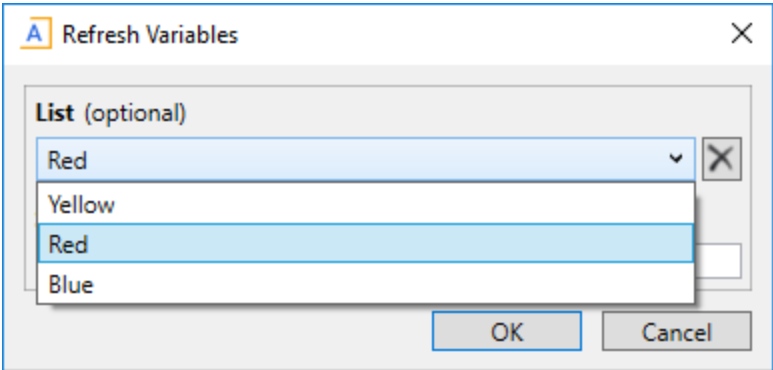 A Refresh Variables
List (optional)
Red
Yellow
Red
Blue
OK
Cancel